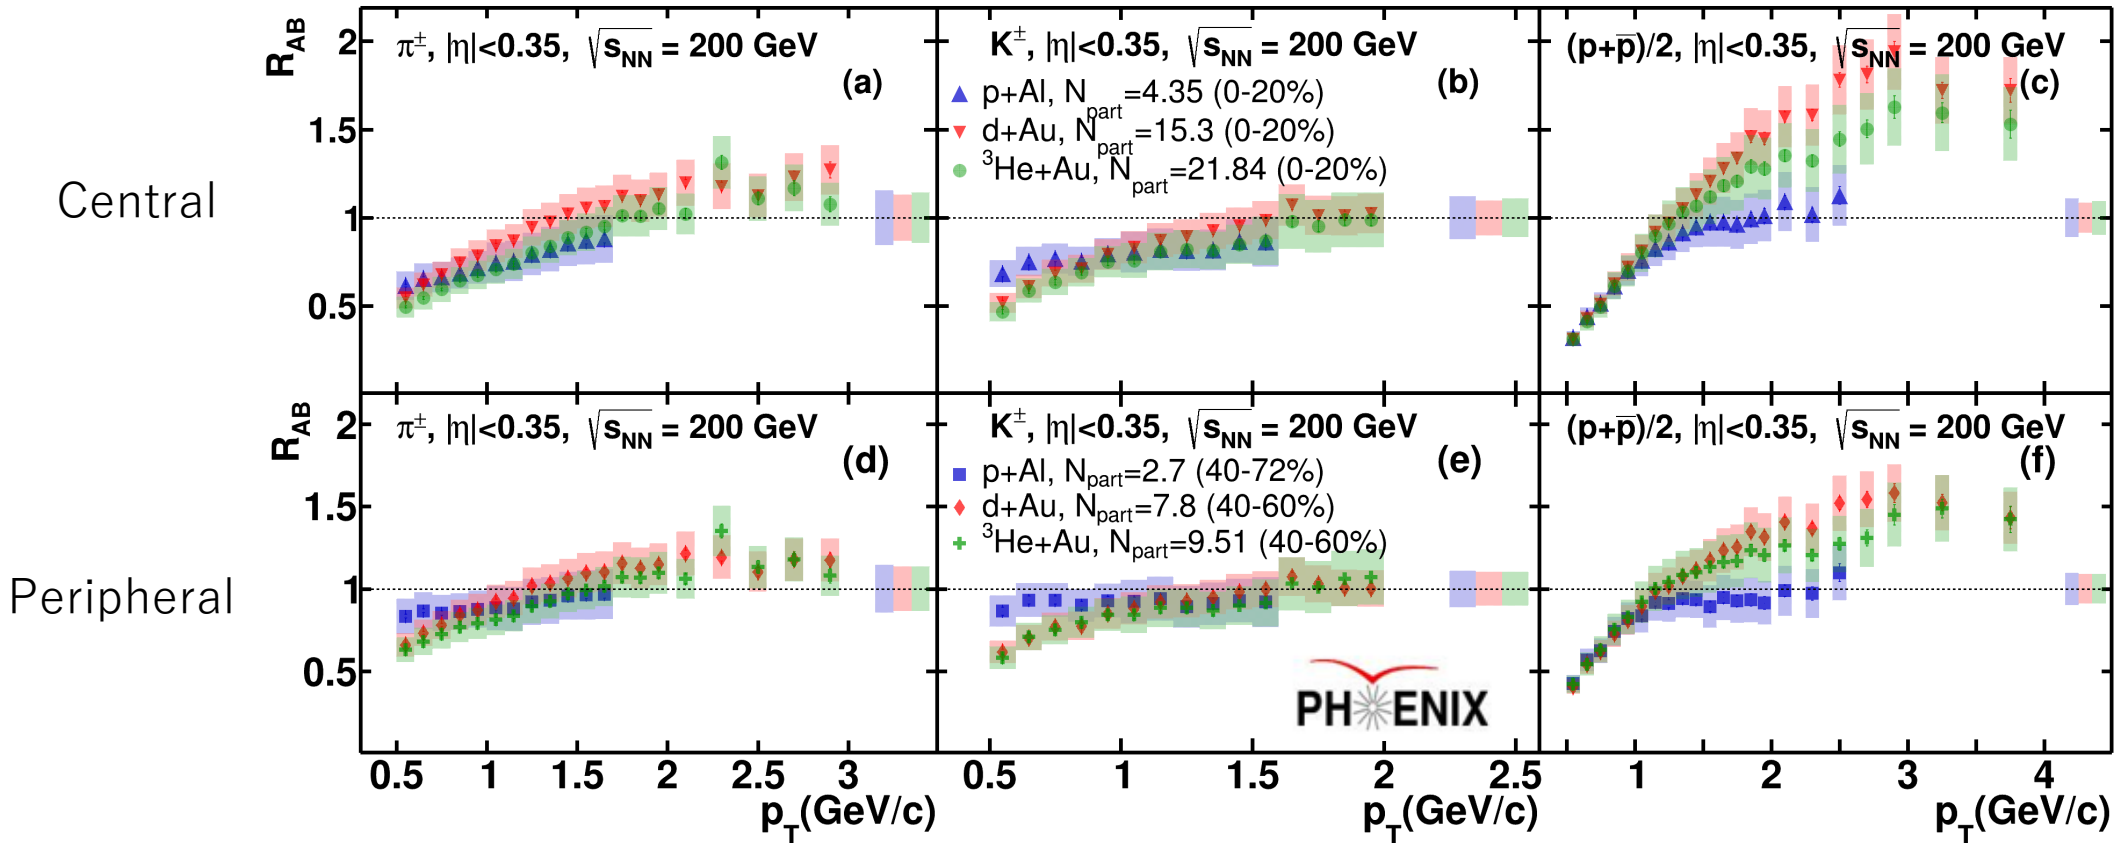 Central
R_AB
2
1.5
1
0.5
π±, |η|<0.35, √s_NN = 200 GeV
(a)
K±, |η|<0.35, √s_NN = 200 GeV
(b)
p+Al, N_part=4.35 (0-20%)
d+Au, N_part=15.3 (0-20%)
³He+Au, N_part=21.84 (0-20%)
(p+p̅)/2, |η|<0.35, √s_NN = 200 GeV
(c)
Peripheral
R_AB
2
1.5
1
0.5
π±, |η|<0.35, √s_NN = 200 GeV
(d)
K±, |η|<0.35, √s_NN = 200 GeV
(e)
p+Al, N_part=2.7 (40-72%)
d+Au, N_part=7.8 (40-60%)
³He+Au, N_part=9.51 (40-60%)
PHENIX
(p+p̅)/2, |η|<0.35, √s_NN = 200 GeV
(f)
0.5 1 1.5 2 2.5 3
p_T(GeV/c)
0.5 1 1.5 2 2.5
p_T(GeV/c)
1 2 3 4
p_T(GeV/c)